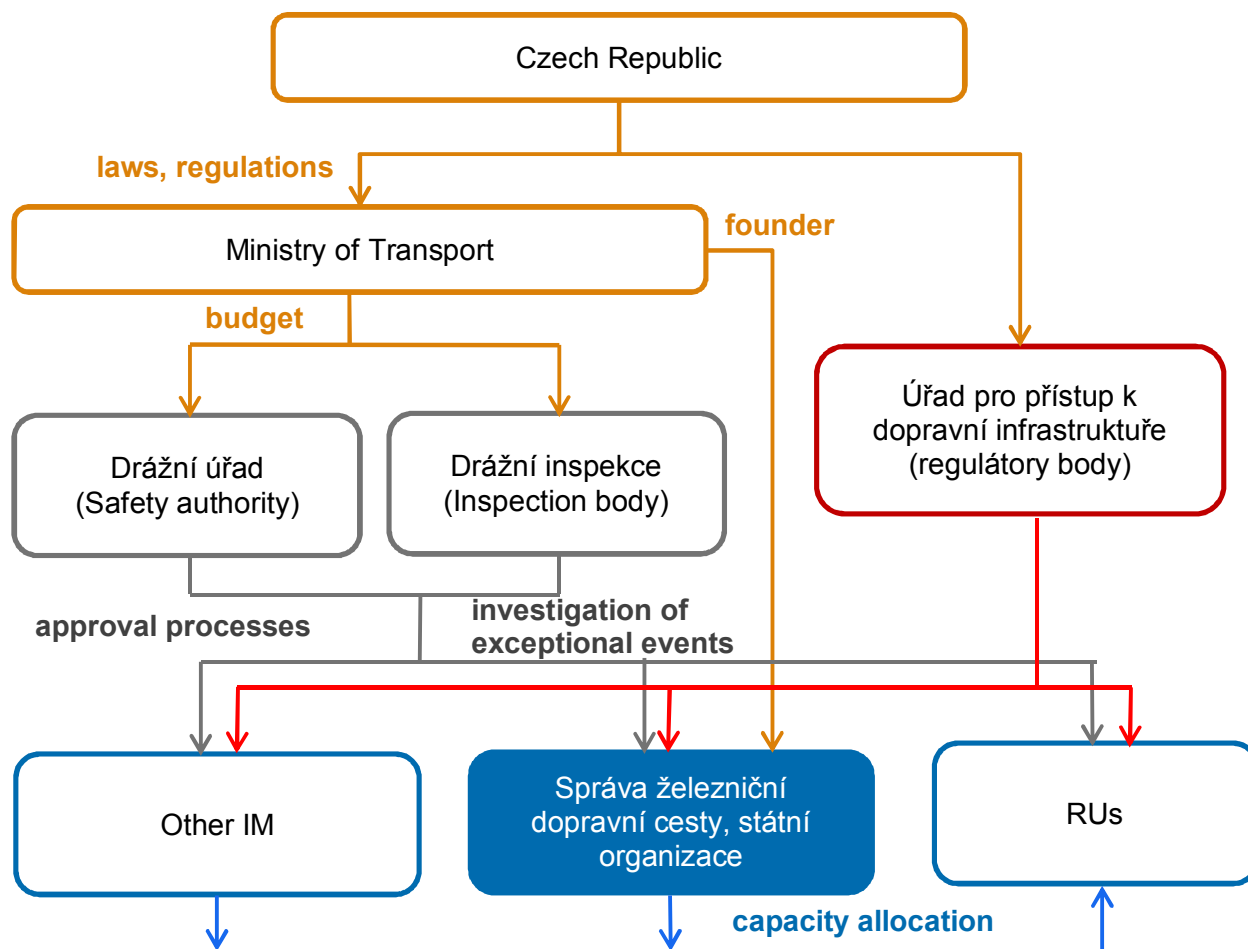 Czech Republic
laws, regulations
Ministry of Transport
founder
budget
Drážní úřad
(Safety authority)
Drážní inspekce
(Inspection body)
Úřad pro přístup k
dopravní infrastruktuře
(regulátory body)
approval processes
investigation of
exceptional events
Other IM
Správa železniční
dopravní cesty, státní
organizace
RUs
capacity allocation